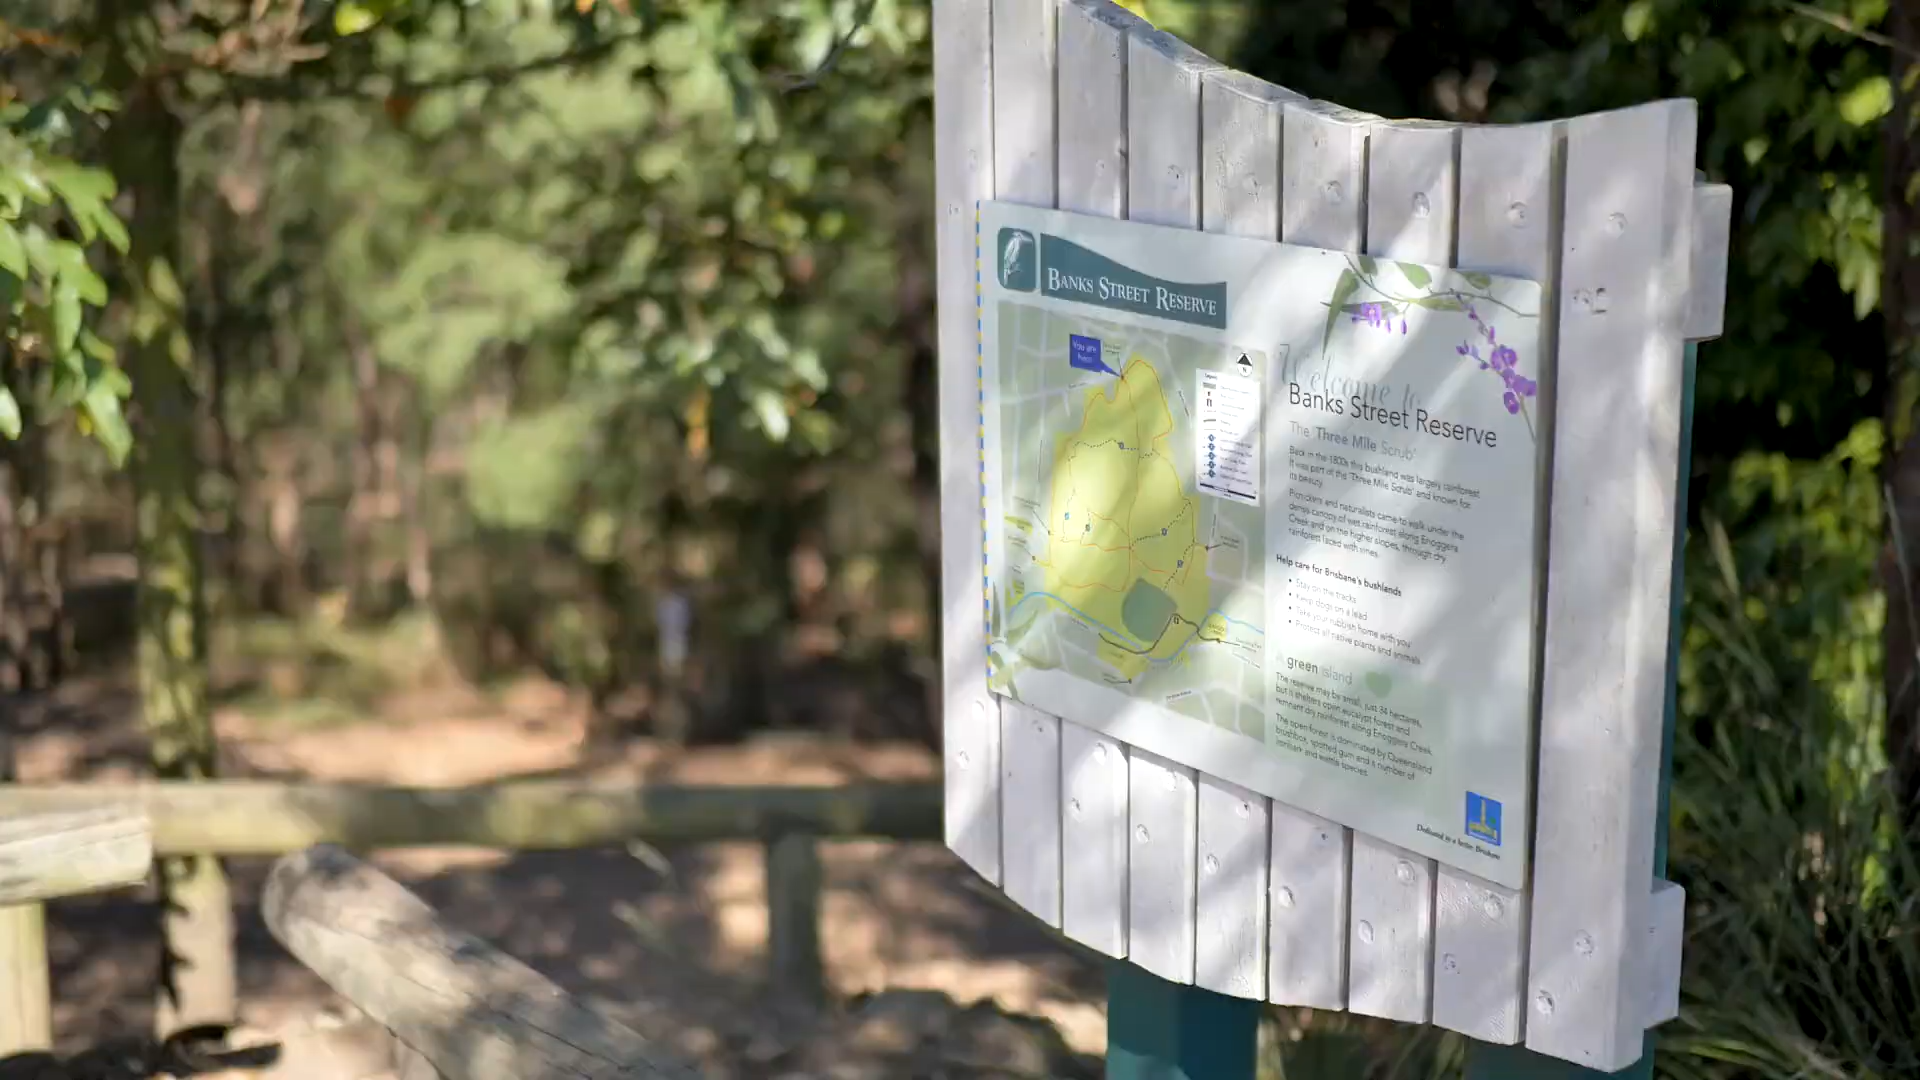 BANKS STREET RESERVE
You are
here
Welcome to
Banks Street Reserve
The 'Three Mile Scrub'
Back in the 1800s this bushland was largely rainforest.
It was part of the 'Three Mile Scrub' and known for
its beauty.
Picnickers and naturalists came to walk under the
dense canopy of wet rainforest along Enoggera
Creek and on the higher slopes, through dry
rainforest laced with vines.
Help care for Brisbane's bushlands
• Stay on the tracks
• Keep dogs on a lead
• Take your rubbish home with you
• Protect all native plants and animals
A green island
The reserve may be small, just 34 hectares,
but it shelters open eucalypt forest and
remnant dry rainforest along Enoggera Creek.
The open forest is dominated by Queensland
brushbox, spotted gum and a number of
ironbark and wattle species.
Dedicated to a better Brisbane